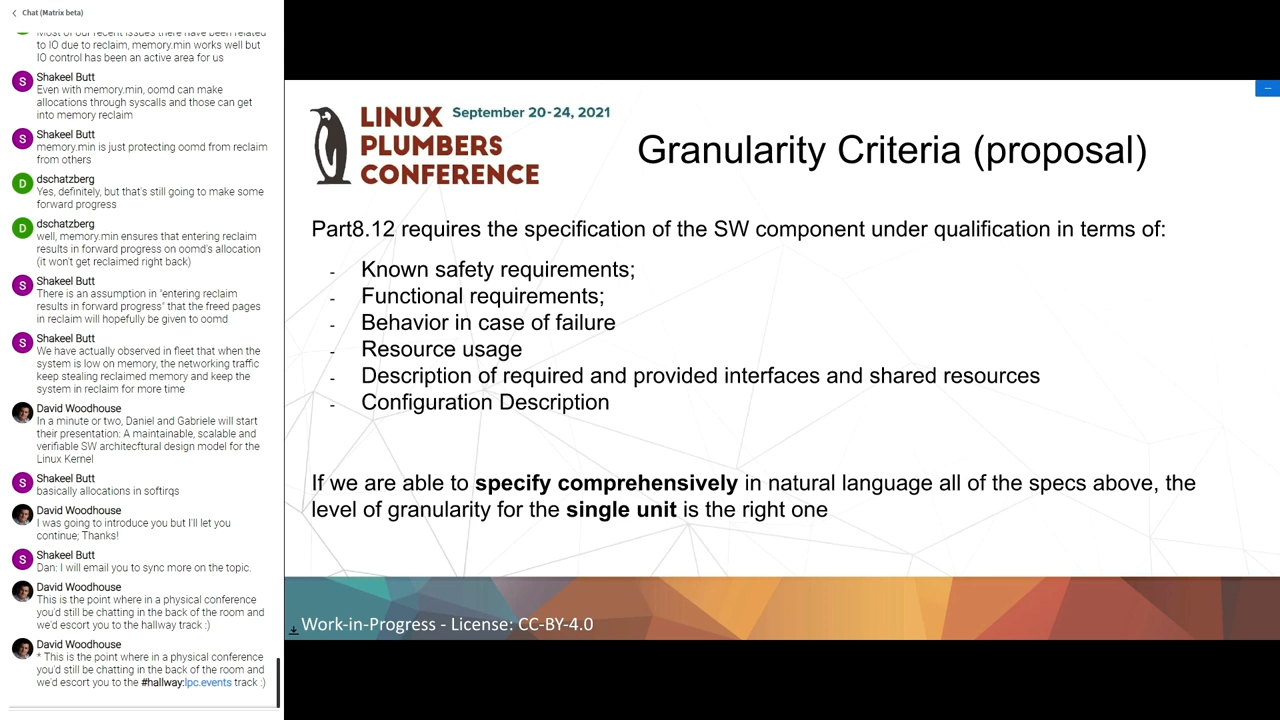 Chat (Matrix beta)
Most of our recent issues there have been related
to IO due to reclaim, memory.min works well but
IO control has been an active area for us
S
Shakeel Butt
Even with memory.min, oomd can make
allocations through syscalls and those can get
into memory reclaim
S
Shakeel Butt
memory.min is just protecting oomd from reclaim
from others
D
dschatzberg
Yes, definitely, but that's still going to make some
forward progress
D
dschatzberg
well, memory.min ensures that entering reclaim
results in forward progress on oomd's allocation
(it won't get reclaimed right back)
S
Shakeel Butt
There is an assumption in "entering reclaim
results in forward progress" that the freed pages
in reclaim will hopefully be given to oomd
S
Shakeel Butt
We have actually observed in fleet that when the
system is low on memory, the networking traffic
keep stealing reclaimed memory and keep the
system in reclaim for more time
David Woodhouse
In a minute or two, Daniel and Gabriele will start
their presentation: A maintainable, scalable and
verifiable SW architecftural design model for the
Linux Kernel
S
Shakeel Butt
basically allocations in softirqs
David Woodhouse
I was going to introduce you but I'll let you
continue; Thanks!
S
Shakeel Butt
Dan: I will email you to sync more on the topic.
David Woodhouse
This is the point where in a physical conference
you'd still be chatting in the back of the room and
we'd escort you to the hallway track :)
David Woodhouse
* This is the point where in a physical conference
you'd still be chatting in the back of the room and
we'd escort you to the #hallway:lpc.events track :)
LINUX
PLUMBERS
CONFERENCE
September 20-24, 2021
Granularity Criteria (proposal)
Part8.12 requires the specification of the SW component under qualification in terms of:
- Known safety requirements;
- Functional requirements;
- Behavior in case of failure
- Resource usage
- Description of required and provided interfaces and shared resources
- Configuration Description
If we are able to specify comprehensively in natural language all of the specs above, the
level of granularity for the single unit is the right one
Work-in-Progress - License: CC-BY-4.0